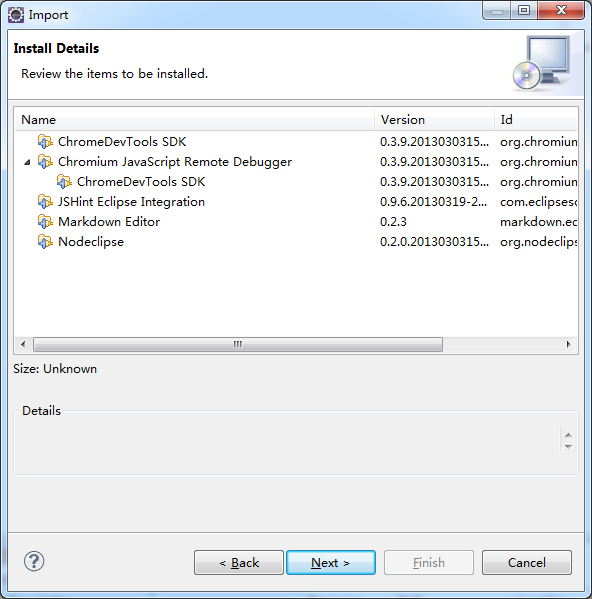 Import
Install Details
Review the items to be installed.
Name Version Id
ChromeDevTools SDK 0.3.9.2013030315... org.chromiun
Chromium JavaScript Remote Debugger 0.3.9.2013030315... org.chromiun
ChromeDevTools SDK 0.3.9.2013030315... org.chromiun
JSHint Eclipse Integration 0.9.6.20130319-2... com.eclipseso
Markdown Editor 0.2.3 markdown.ec
Nodeclipse 0.2.0.2013030315... org.nodeclips
Size: Unknown
Details
< Back Next > Finish Cancel